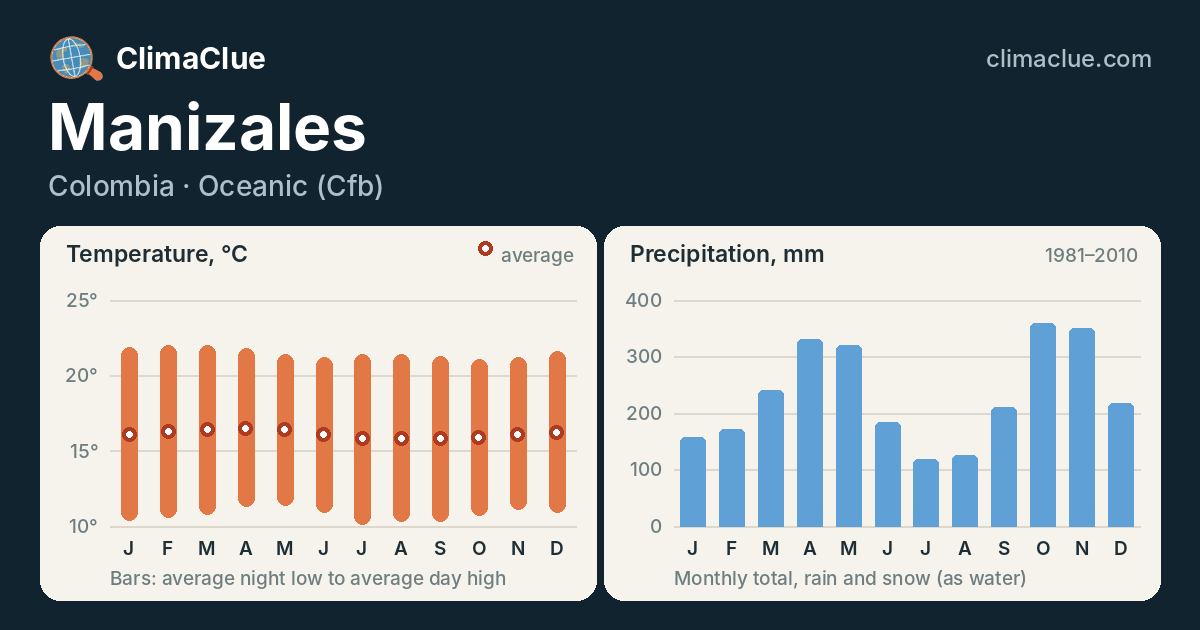 ClimaClue
climaclue.com
Manizales
Colombia · Oceanic (Cfb)
Temperature, °C
average
25°
20°
15°
10°
J F M A M J J A S O N D
Bars: average night low to average day high
Precipitation, mm
1981–2010
400
300
200
100
0
J F M A M J J A S O N D
Monthly total, rain and snow (as water)